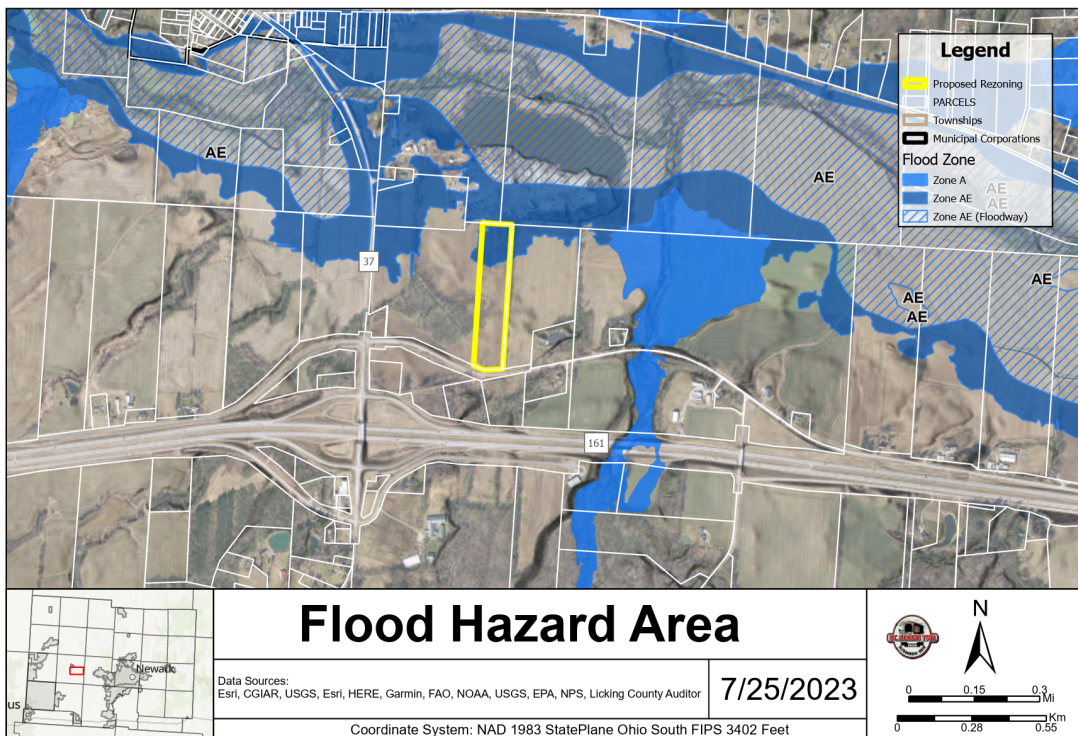 Legend
Proposed Rezoning
PARCELS
Townships
Municipal Corporations
Flood Zone
Zone A
Zone AE
Zone AE (Floodway)
AE
AE
AE
AE
AE
AE
AE
37
161
Newark
us
Flood Hazard Area
Data Sources:
Esri, CGIAR, USGS, Esri, HERE, Garmin, FAO, NOAA, USGS, EPA, NPS, Licking County Auditor
7/25/2023
Coordinate System: NAD 1983 StatePlane Ohio South FIPS 3402 Feet
N
0 0.15 0.3
Mi
Km
0 0.28 0.55